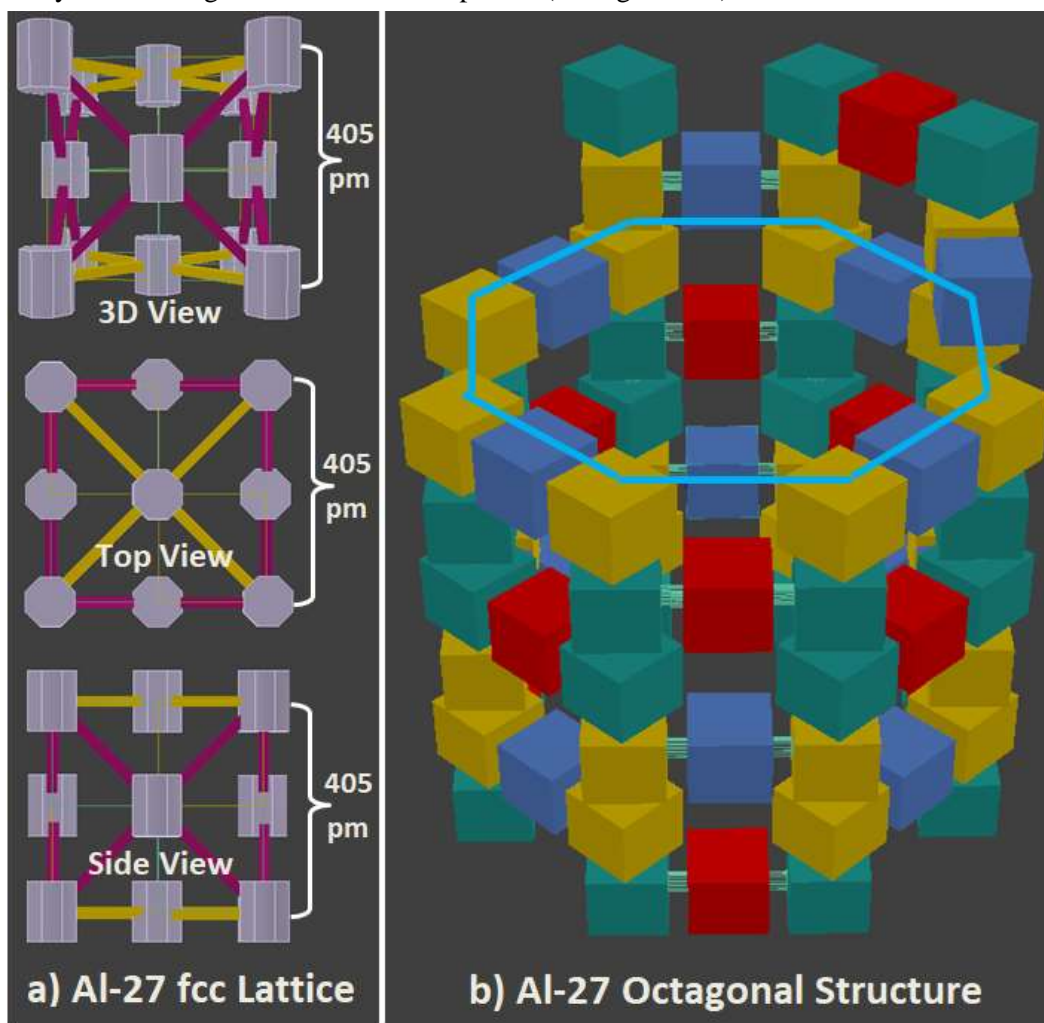 405
pm
3D View
405
pm
Top View
405
pm
Side View
a) Al-27 fcc Lattice
b) Al-27 Octagonal Structure